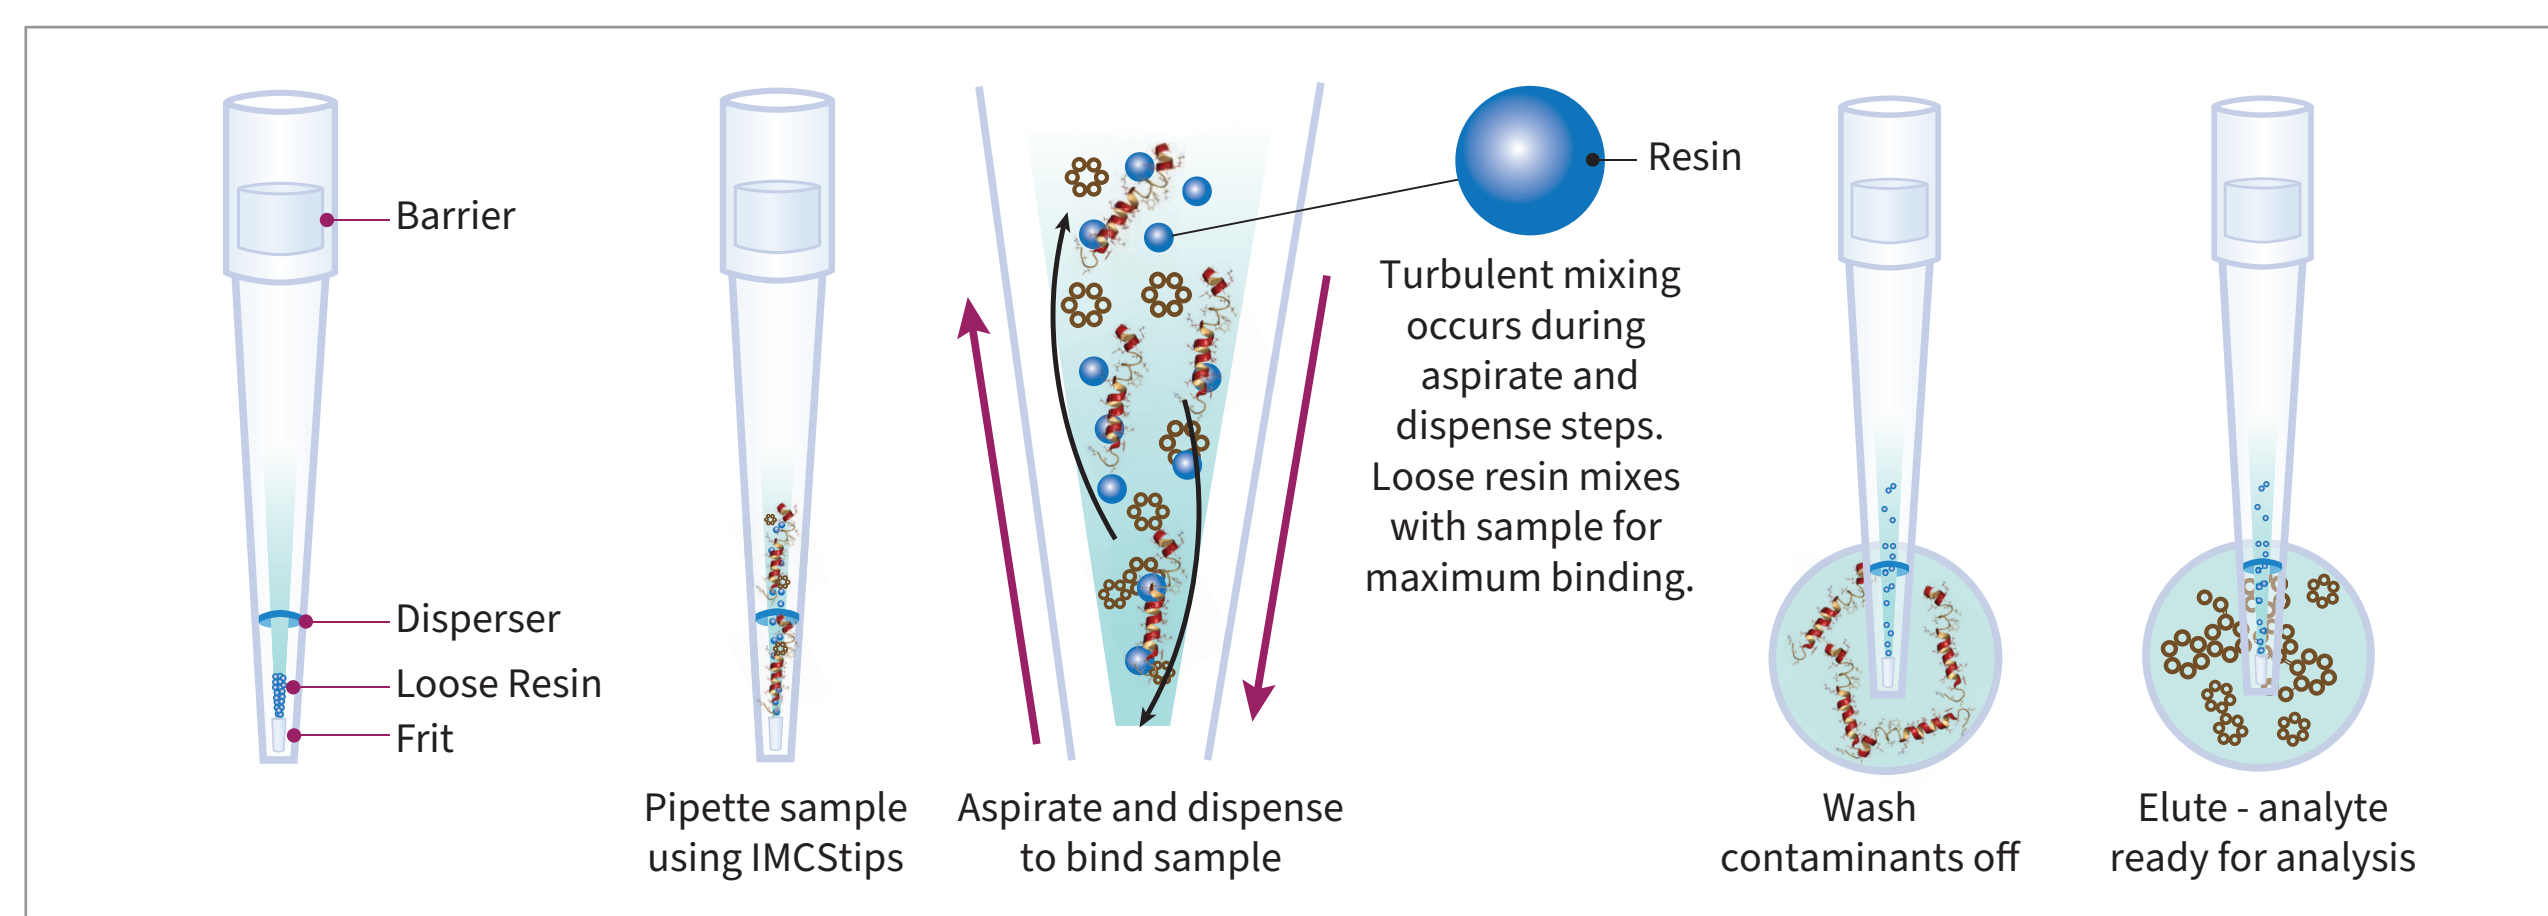 Barrier
Disperser
Loose Resin
Frit
Pipette sample
using IMCStips
Aspirate and dispense
to bind sample
Resin
Turbulent mixing
occurs during
aspirate and
dispense steps.
Loose resin mixes
with sample for
maximum binding.
Wash
contaminants off
Elute - analyte
ready for analysis